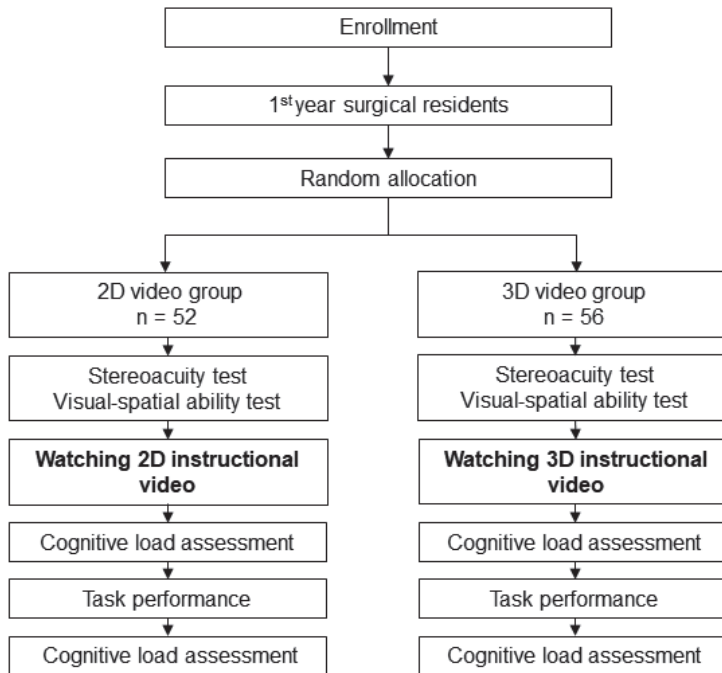 Enrollment
1st year surgical residents
Random allocation
2D video group
n = 52
Stereoacuity test
Visual-spatial ability test
Watching 2D instructional
video
Cognitive load assessment
Task performance
Cognitive load assessment
3D video group
n = 56
Stereoacuity test
Visual-spatial ability test
Watching 3D instructional
video
Cognitive load assessment
Task performance
Cognitive load assessment